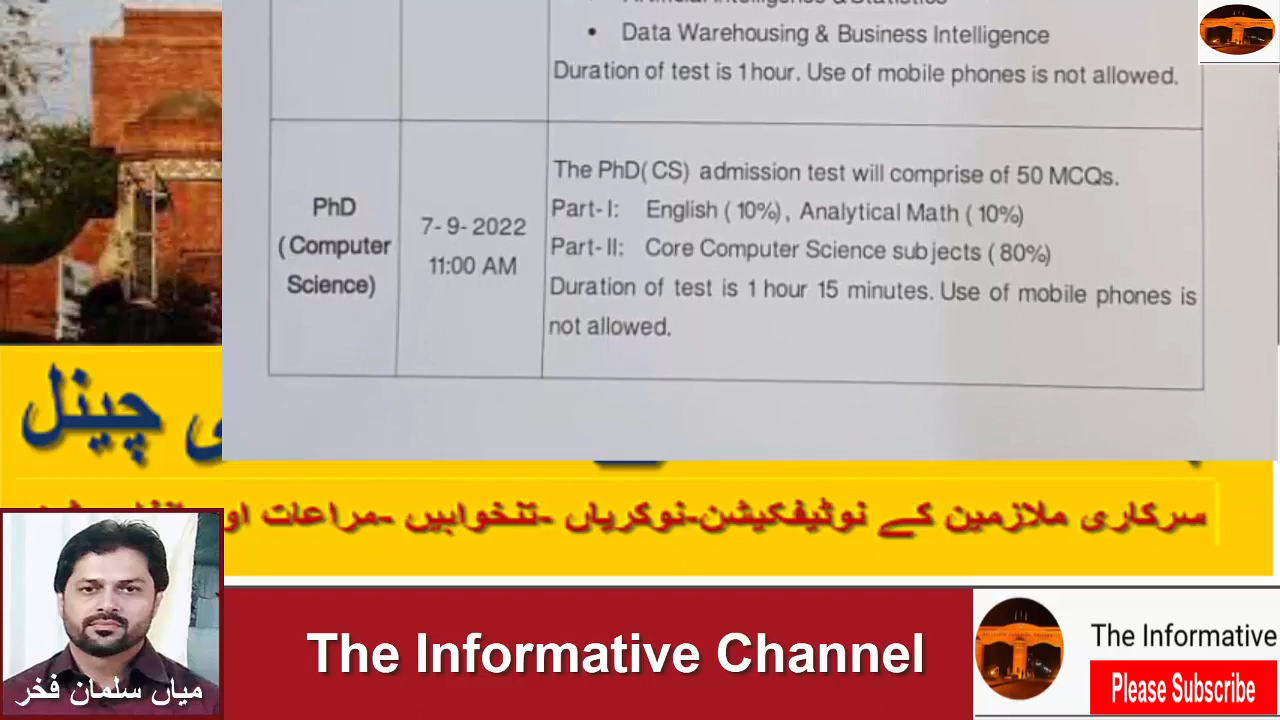 Data Warehousing & Business Intelligence
Duration of test is 1 hour. Use of mobile phones is not allowed.
PhD
(Computer
Science)
7-9-2022
11:00 AM
The PhD(CS) admission test will comprise of 50 MCQs.
Part-I: English (10%), Analytical Math (10%)
Part-II: Core Computer Science subjects (80%)
Duration of test is 1 hour 15 minutes. Use of mobile phones is
not allowed.
چینل
سرکاری ملازمین کے نوٹیفکیشن-نوکریاں -تنخواہیں -مراعات
میاں سلمان فخر
The Informative Channel
The Informative
Please Subscribe